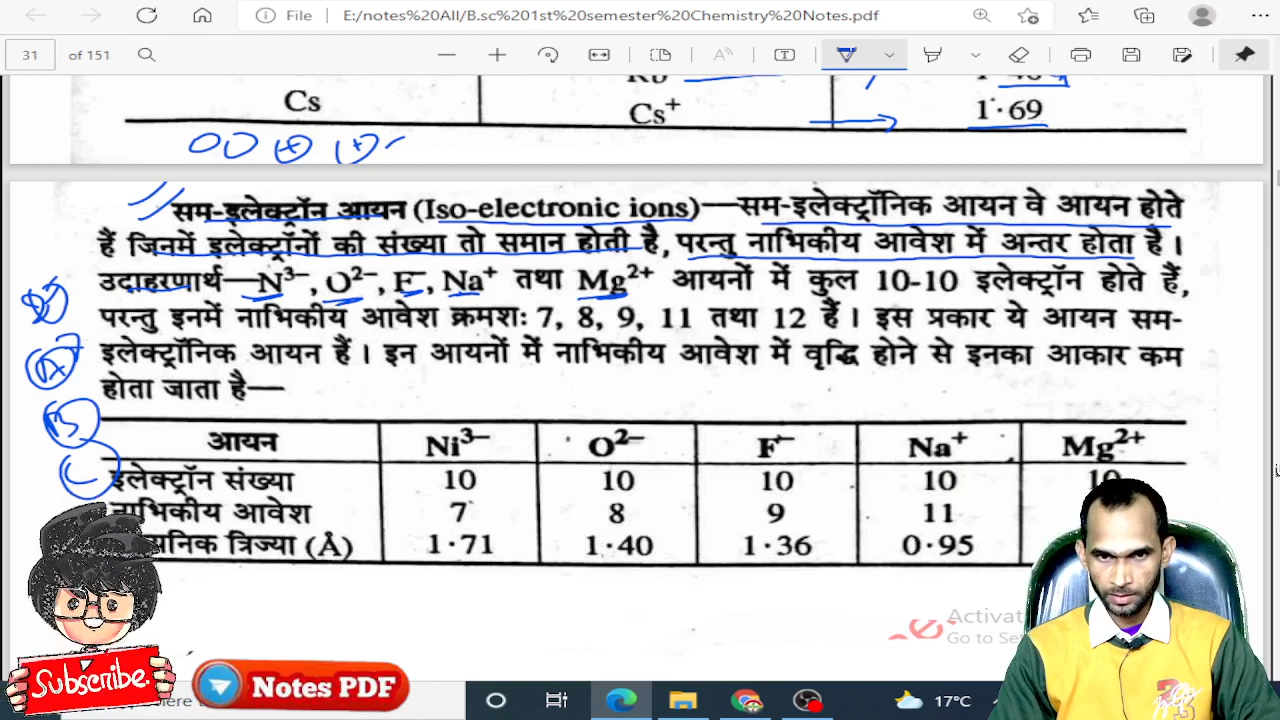 File E:/notes%20All/B.sc%201st%20semester%20Chemistry%20Notes.pdf
31 of 151
Cs Cs⁺ 1·69
सम-इलेक्ट्रॉन आयन (Iso-electronic ions)—सम-इलेक्ट्रॉनिक आयन वे आयन होते
हैं जिनमें इलेक्ट्रॉनों की संख्या तो समान होती है, परन्तु नाभिकीय आवेश में अन्तर होता है।
उदाहरणार्थ—N³⁻, O²⁻, F⁻, Na⁺ तथा Mg²⁺ आयनों में कुल 10-10 इलेक्ट्रॉन होते हैं,
परन्तु इनमें नाभिकीय आवेश क्रमशः 7, 8, 9, 11 तथा 12 हैं। इस प्रकार ये आयन सम-
इलेक्ट्रॉनिक आयन हैं। इन आयनों में नाभिकीय आवेश में वृद्धि होने से इनका आकार कम
होता जाता है—
आयन Ni³⁻ O²⁻ F⁻ Na⁺ Mg²⁺
इलेक्ट्रॉन संख्या 10 10 10 10 10
नाभिकीय आवेश 7 8 9 11
त्रिज्या (Å) 1·71 1·40 1·36 0·95
Subscribe.
Notes PDF
17°C